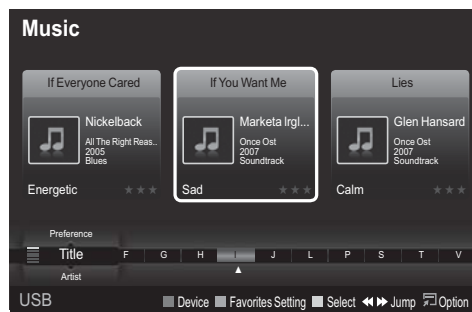 Music
If Everyone Cared
Nickelback
All The Right Reas..
2005
Blues
Energetic
If You Want Me
Marketa Irgl...
Once Ost
2007
Soundtrack
Sad
Lies
Glen Hansard
Once Ost
2007
Soundtrack
Calm
Preference
Title F G H I J L P S T V
Artist
USB Device Favorites Setting Select Jump Option